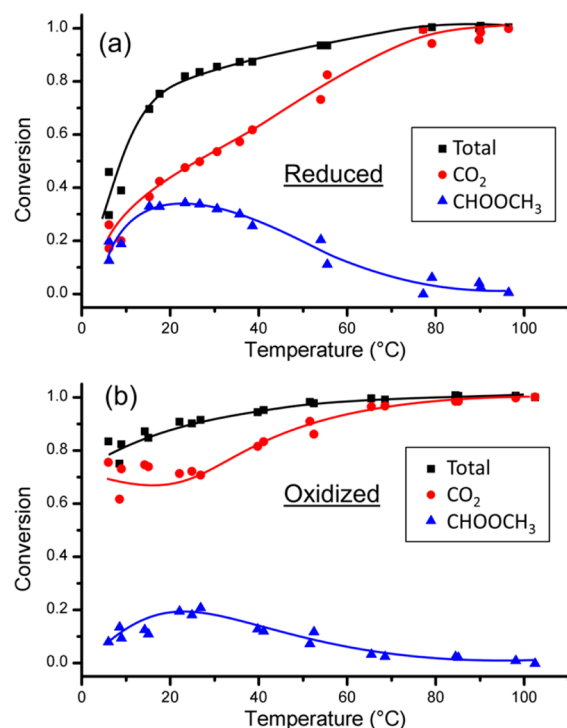 (a)
1.0
0.8
0.6
0.4
0.2
0.0
Conversion
Total
CO₂
CHOOCH₃
Reduced
0 20 40 60 80 100
Temperature (°C)
(b)
1.0
0.8
0.6
0.4
0.2
0.0
Conversion
Oxidized
Total
CO₂
CHOOCH₃
0 20 40 60 80 100
Temperature (°C)